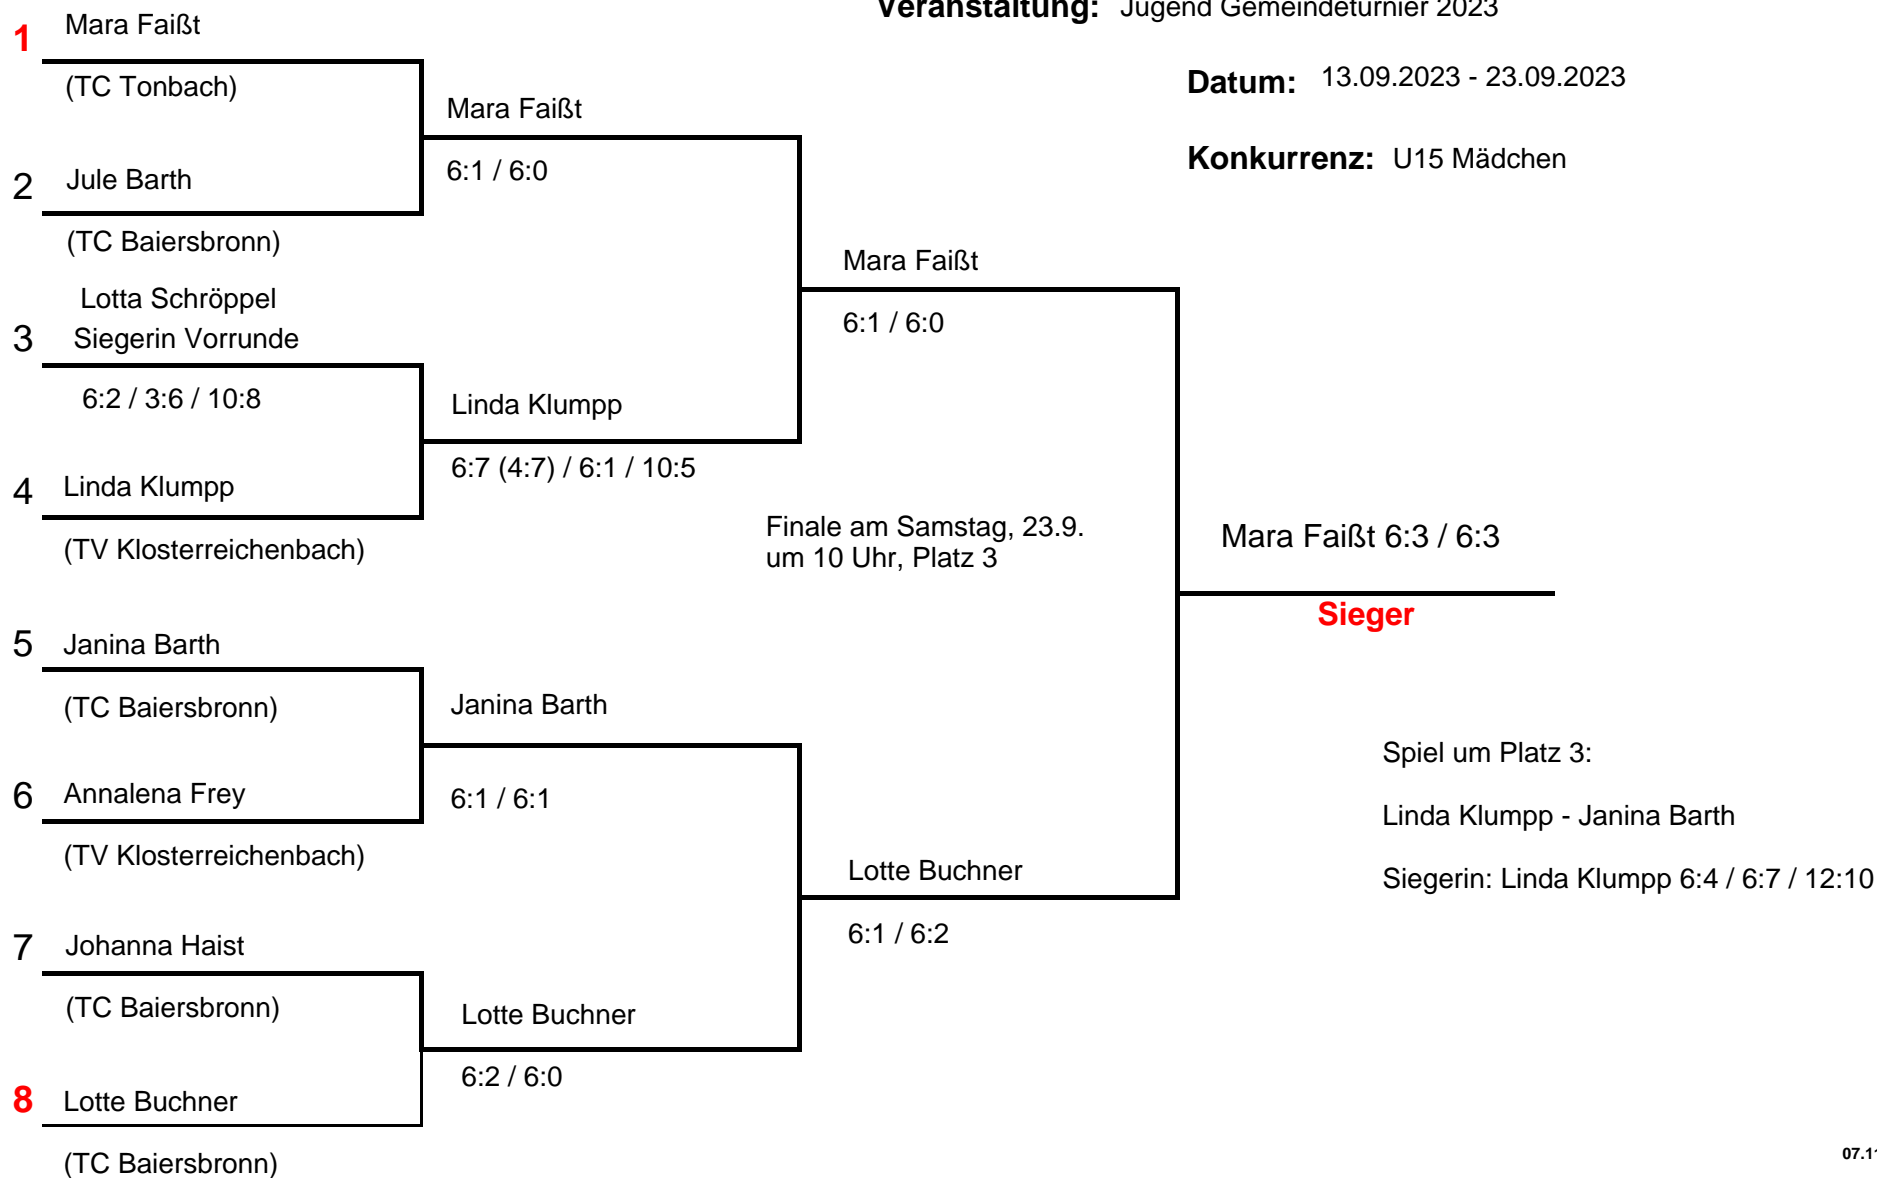 Veranstaltung: Jugend Gemeindeturnier 2023
Datum: 13.09.2023 - 23.09.2023
Konkurrenz: U15 Mädchen
1 Mara Faißt
(TC Tonbach)
Mara Faißt
6:1 / 6:0
2 Jule Barth
(TC Baiersbronn)
Mara Faißt
6:1 / 6:0
Lotta Schröppel
3 Siegerin Vorrunde
6:2 / 3:6 / 10:8
Linda Klumpp
6:7 (4:7) / 6:1 / 10:5
4 Linda Klumpp
(TV Klosterreichenbach)
Finale am Samstag, 23.9.
um 10 Uhr, Platz 3
Mara Faißt 6:3 / 6:3
Sieger
5 Janina Barth
(TC Baiersbronn)
Janina Barth
6:1 / 6:1
6 Annalena Frey
(TV Klosterreichenbach)
Lotte Buchner
6:1 / 6:2
7 Johanna Haist
(TC Baiersbronn)
Lotte Buchner
6:2 / 6:0
8 Lotte Buchner
(TC Baiersbronn)
Spiel um Platz 3:
Linda Klumpp - Janina Barth
Siegerin: Linda Klumpp 6:4 / 6:7 / 12:10